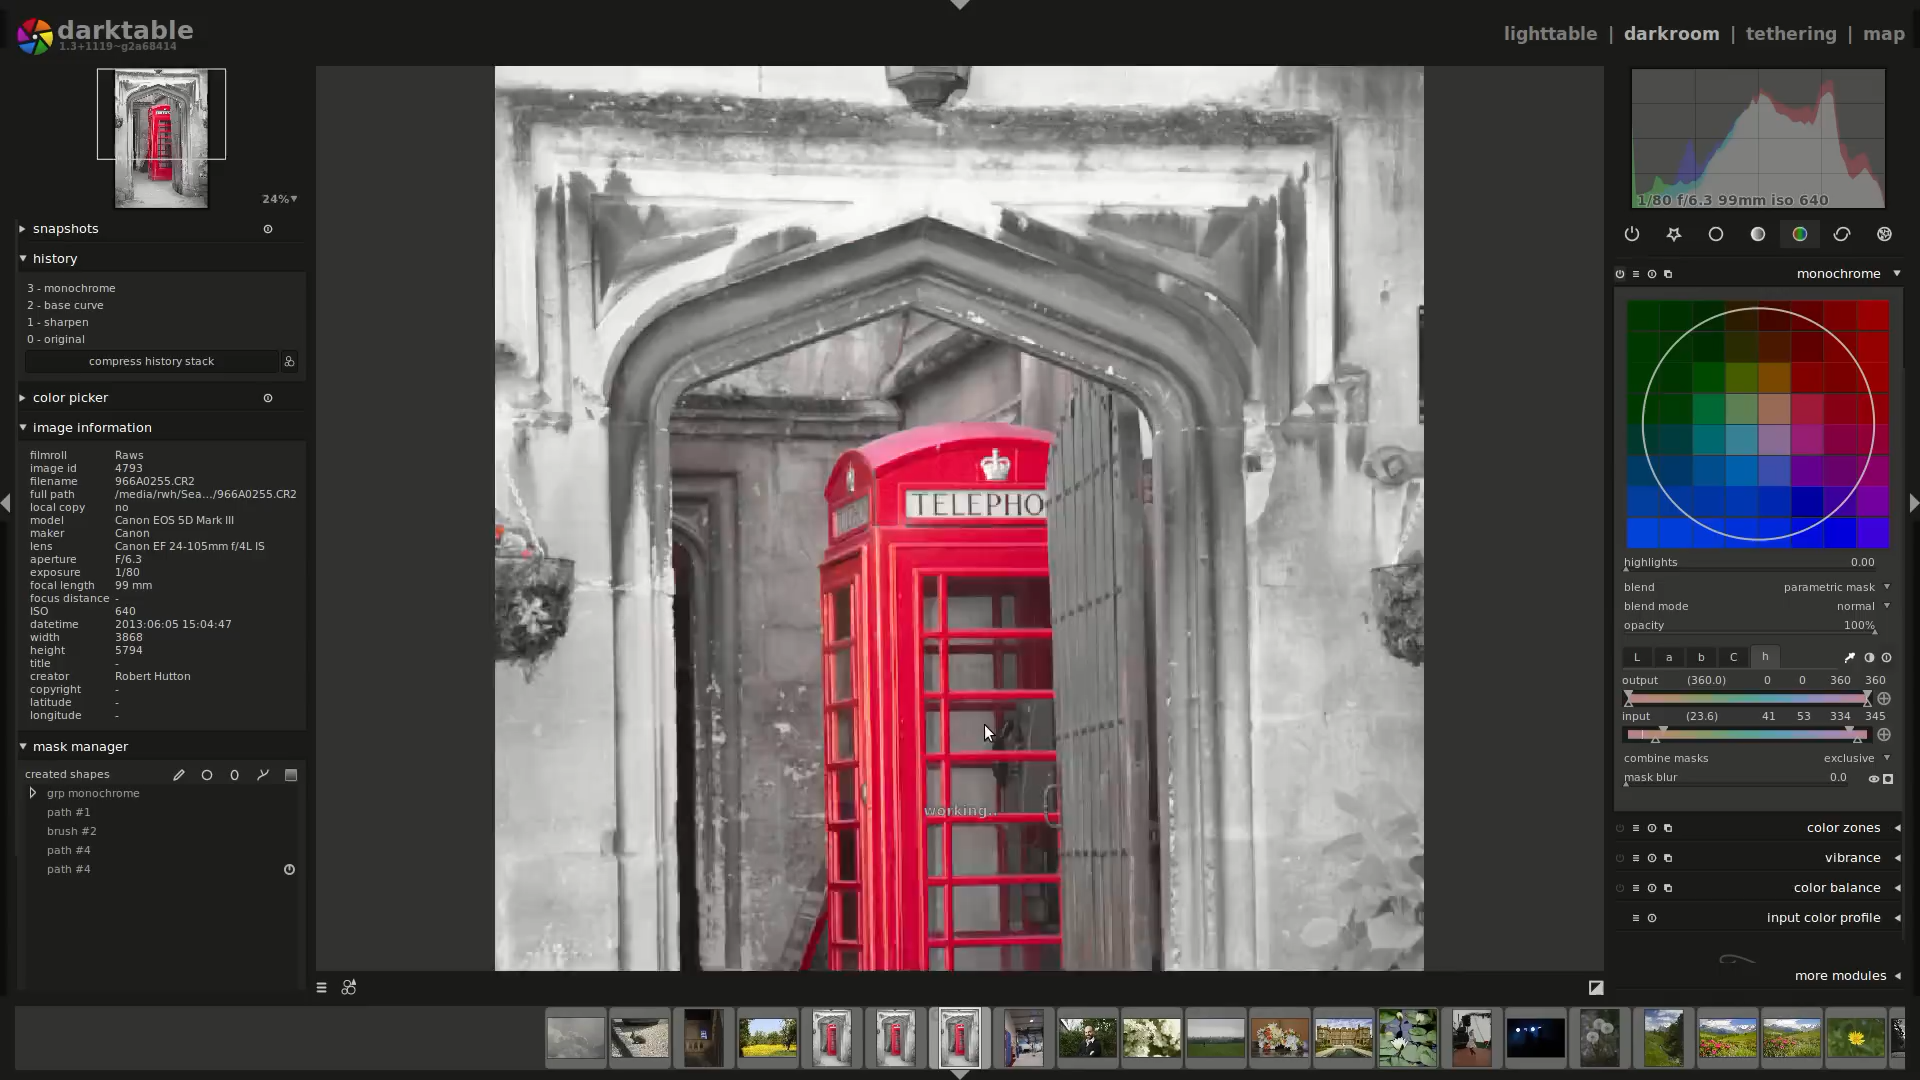 darktable
1.3+1119~g2a68414
lighttable | darkroom | tethering | map
24%
snapshots
history
3 - monochrome
2 - base curve
1 - sharpen
0 - original
compress history stack
color picker
image information
filmroll Raws
image id 4793
filename 966A0255.CR2
full path /media/rwh/Sea.../966A0255.CR2
local copy no
model Canon EOS 5D Mark III
maker Canon
lens Canon EF 24-105mm f/4L IS
aperture F/6.3
exposure 1/80
focal length 99 mm
focus distance -
ISO 640
datetime 2013:06:05 15:04:47
width 3868
height 5794
title -
creator Robert Hutton
copyright -
latitude -
longitude -
mask manager
created shapes
grp monochrome
path #1
brush #2
path #4
path #4
TELEPHO
working..
1/80 f/6.3 99mm iso 640
monochrome
highlights 0.00
blend parametric mask
blend mode normal
opacity 100%
L a b C h
output (360.0) 0 0 360 360
input (23.6) 41 53 334 345
combine masks exclusive
mask blur 0.0
color zones
vibrance
color balance
input color profile
more modules